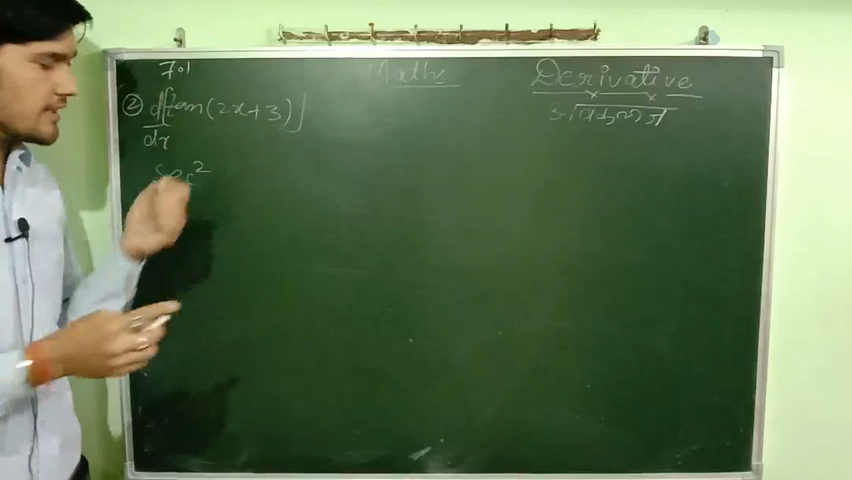 7.1 Maths Derivative
② d[tan(2x+3)]
dx
अवकलज
sec²